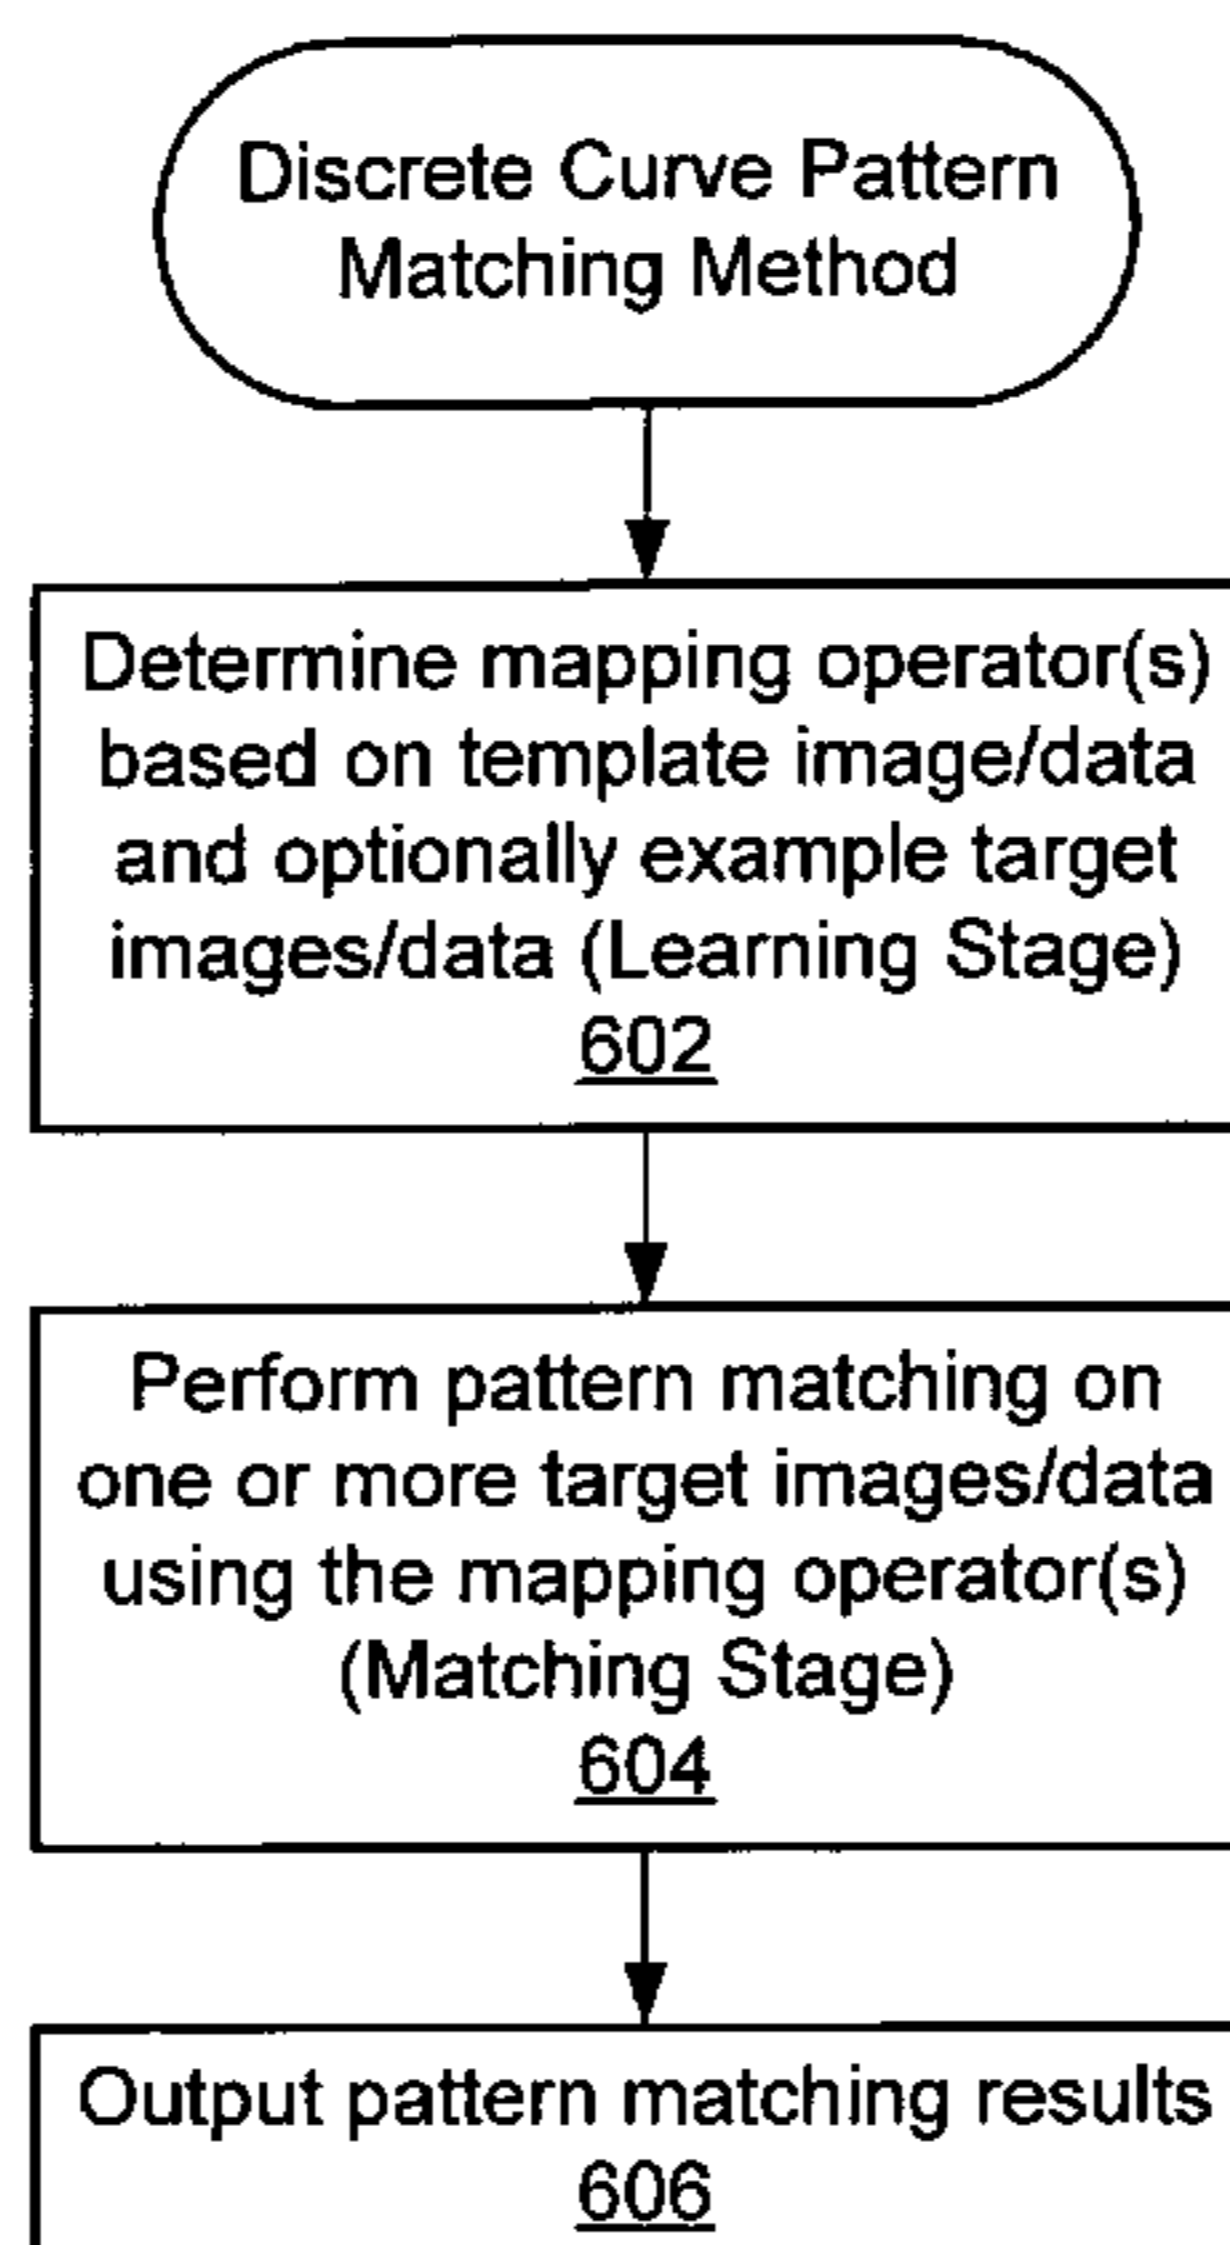 Discrete Curve Pattern
Matching Method
Determine mapping operator(s)
based on template image/data
and optionally example target
images/data (Learning Stage)
602
Perform pattern matching on
one or more target images/data
using the mapping operator(s)
(Matching Stage)
604
Output pattern matching results
606